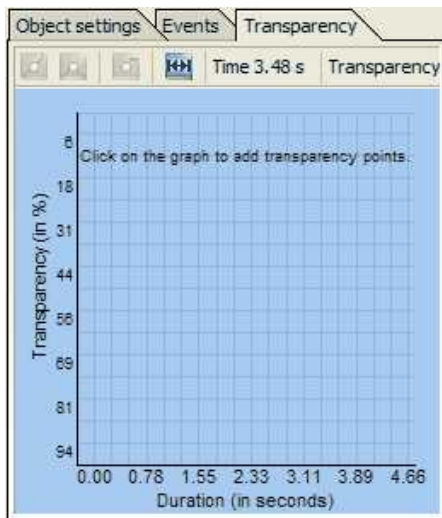 Object settings Events Transparency
Time 3.48 s Transparency
Click on the graph to add transparency points.
Transparency (in %)
6
18
31
44
56
69
81
94
0.00 0.78 1.55 2.33 3.11 3.89 4.66
Duration (in seconds)